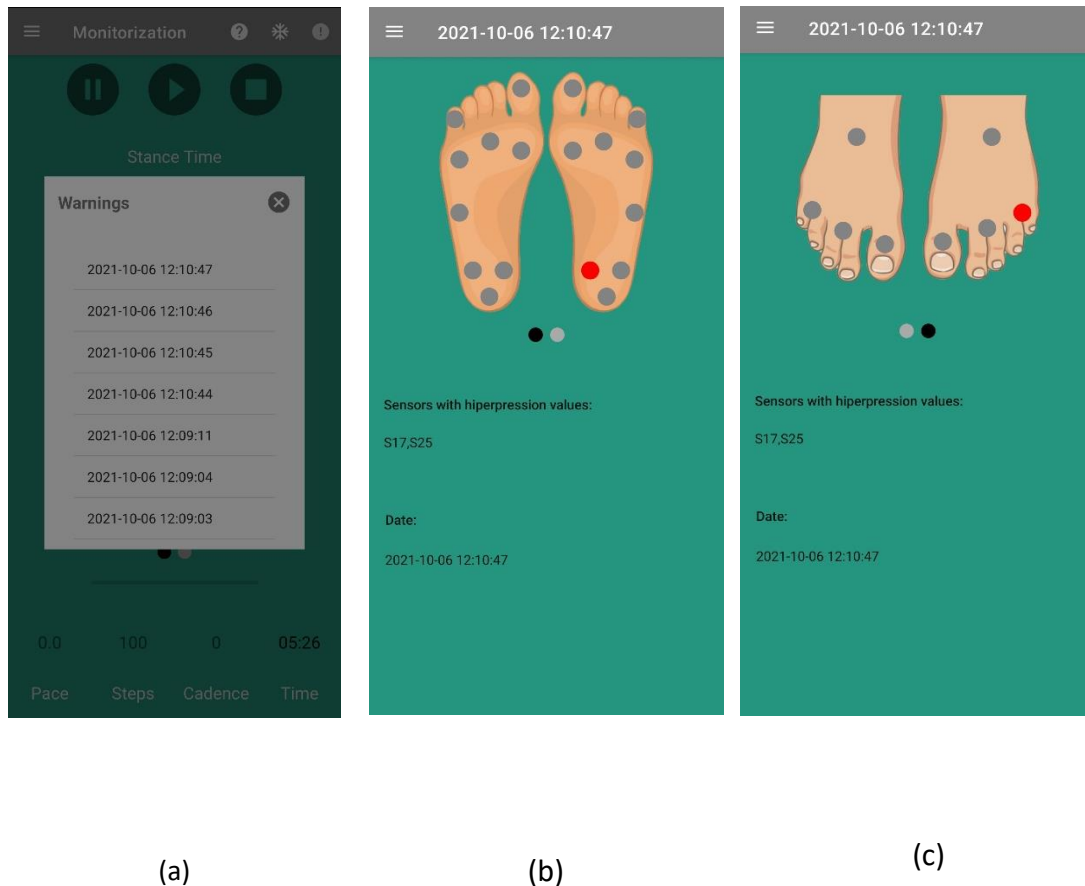 Monitorization
Stance Time
Warnings
2021-10-06 12:10:47
2021-10-06 12:10:46
2021-10-06 12:10:45
2021-10-06 12:10:44
2021-10-06 12:09:11
2021-10-06 12:09:04
2021-10-06 12:09:03
0.0 100 0 05:26
Pace Steps Cadence Time
(a)
2021-10-06 12:10:47
Sensors with hiperpression values:
S17,S25
Date:
2021-10-06 12:10:47
(b)
2021-10-06 12:10:47
Sensors with hiperpression values:
S17,S25
Date:
2021-10-06 12:10:47
(c)